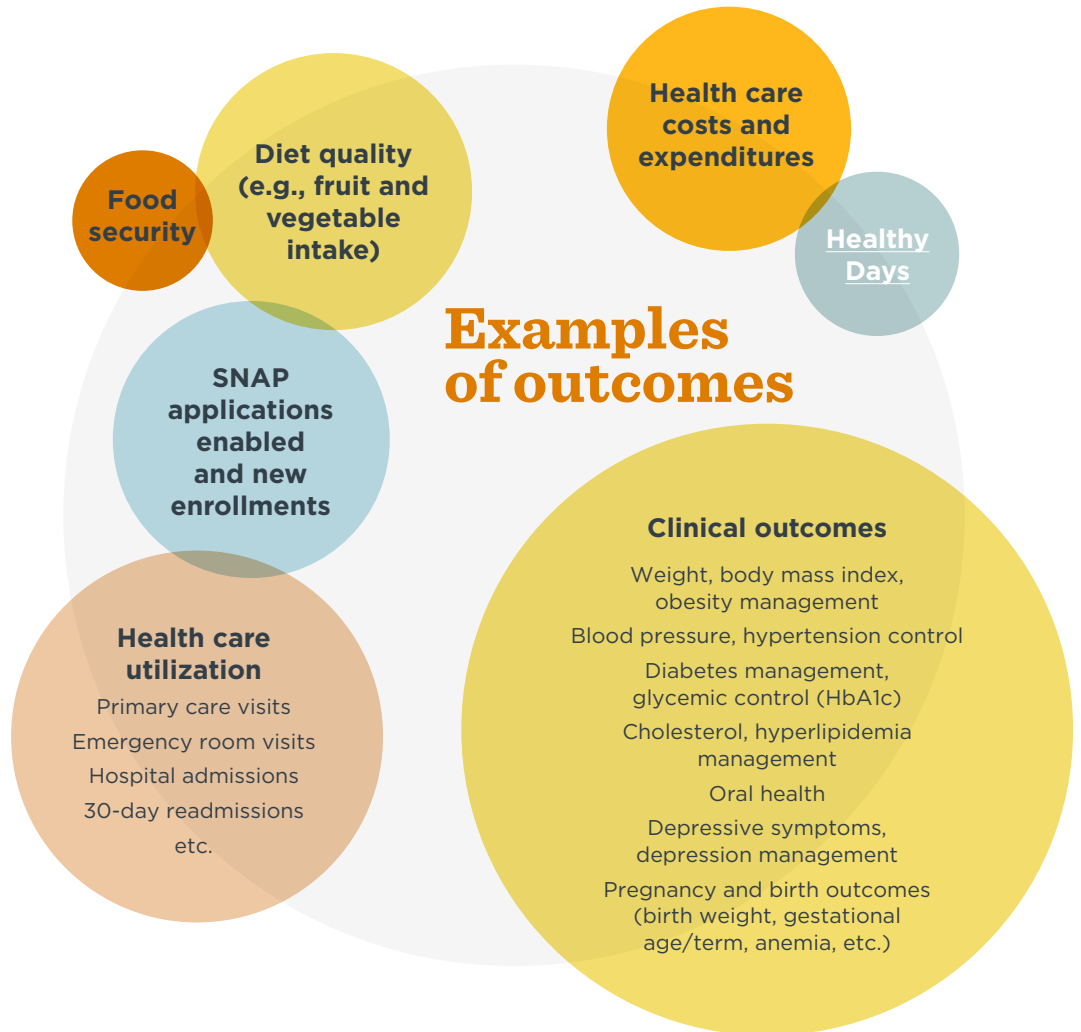 Health care
costs and
expenditures
Diet quality
(e.g., fruit and
vegetable
intake)
Food
security
Healthy
Days
Examples
of outcomes
SNAP
applications
enabled
and new
enrollments
Clinical outcomes
Weight, body mass index,
obesity management
Blood pressure, hypertension control
Diabetes management,
glycemic control (HbA1c)
Cholesterol, hyperlipidemia
management
Oral health
Depressive symptoms,
depression management
Pregnancy and birth outcomes
(birth weight, gestational
age/term, anemia, etc.)
Health care
utilization
Primary care visits
Emergency room visits
Hospital admissions
30-day readmissions
etc.